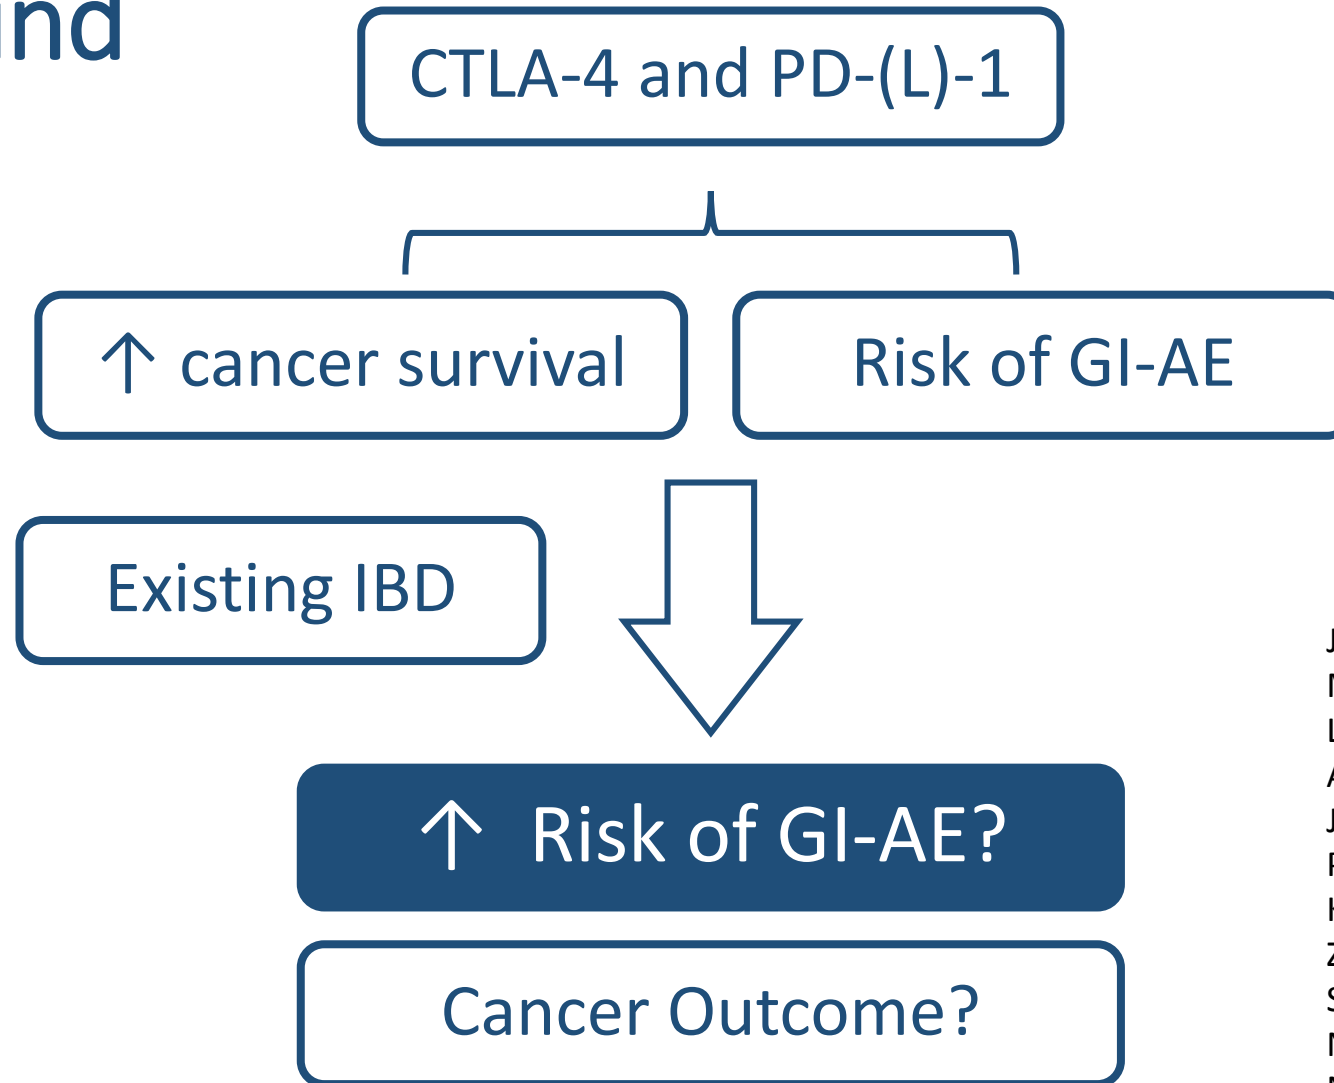 CTLA-4 and PD-(L)-1
↑ cancer survival
Risk of GI-AE
Existing IBD
↑ Risk of GI-AE?
Cancer Outcome?